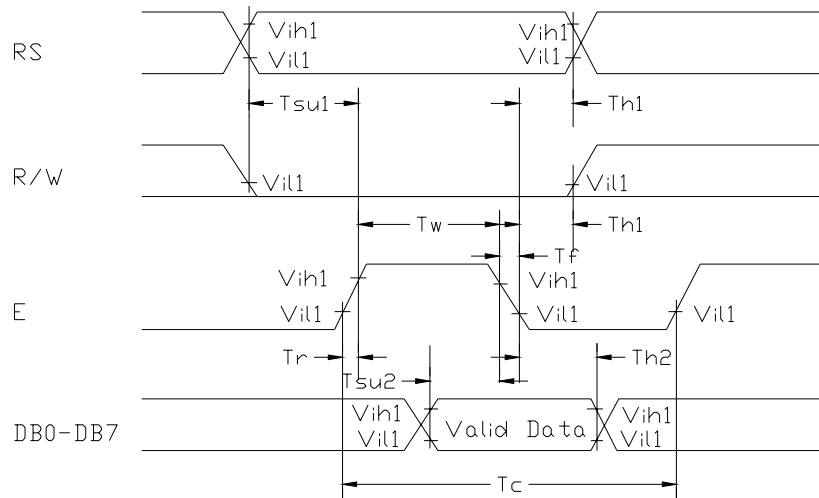 Vih1 Vih1
RS
Vil1 Vil1
Tsu1 Th1
R/W
Vil1 Vil1
Tw Th1
Tf
Vih1 Vih1
E
Vil1 Vil1 Vil1
Tr Th2
Tsu2
Vih1 Vih1
DB0-DB7 Valid Data
Vil1 Vil1
Tc